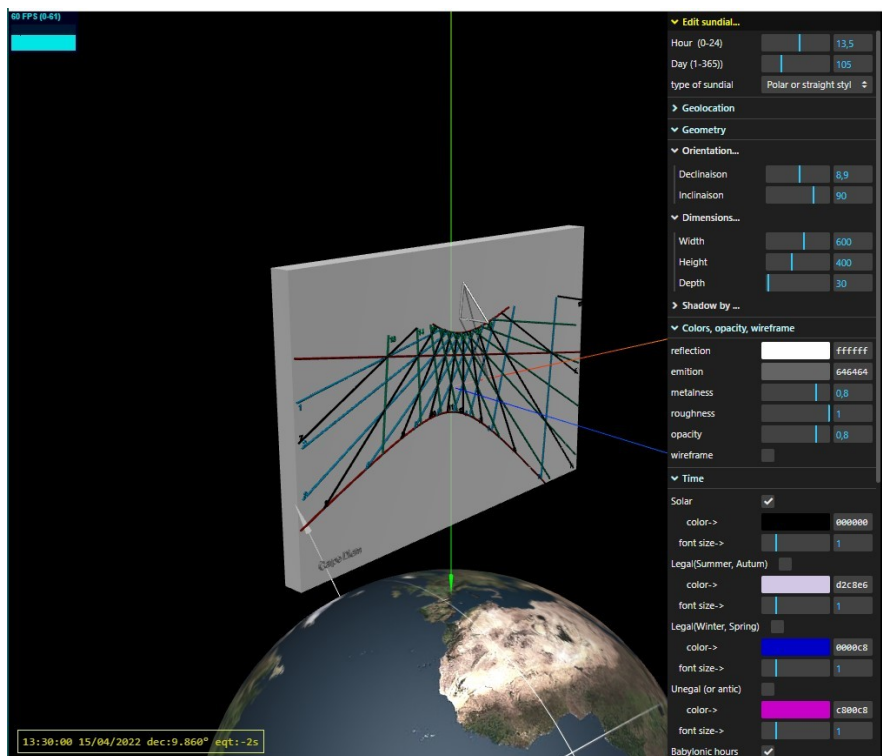 60 FPS (0-61)
Edit sundial...
Hour (0-24) 13,5
Day (1-365)) 105
type of sundial Polar or straight styl
Geolocation
Geometry
Orientation...
Declinaison 8,9
Inclinaison 90
Dimensions...
Width 600
Height 400
Depth 30
Shadow by ...
Colors, opacity, wireframe
reflection ffffff
emition 646464
metalness 0,8
roughness 1
opacity 0,8
wireframe
Time
Solar
color-> 000000
font size-> 1
Legal(Summer, Autum)
color-> d2c8e6
font size-> 1
Legal(Winter, Spring)
color-> 0000c8
font size-> 1
Unegal (or antic)
color-> c800c8
font size-> 1
Babylonic hours
Carpe Diem
13:30:00 15/04/2022 dec:9.860° eqt:-2s